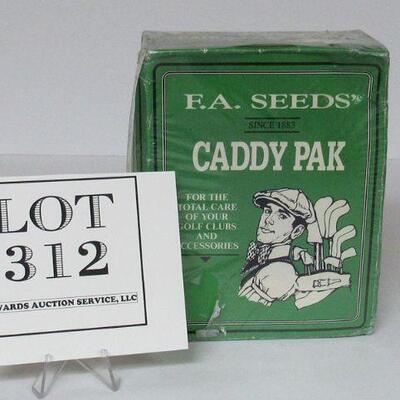 F.A. SEEDS'
SINCE 1883
CADDY PAK
FOR THE
TOTAL CARE
OF YOUR
GOLF CLUBS
AND
ACCESSORIES
LOT
312
WARDS AUCTION SERVICE, LLC